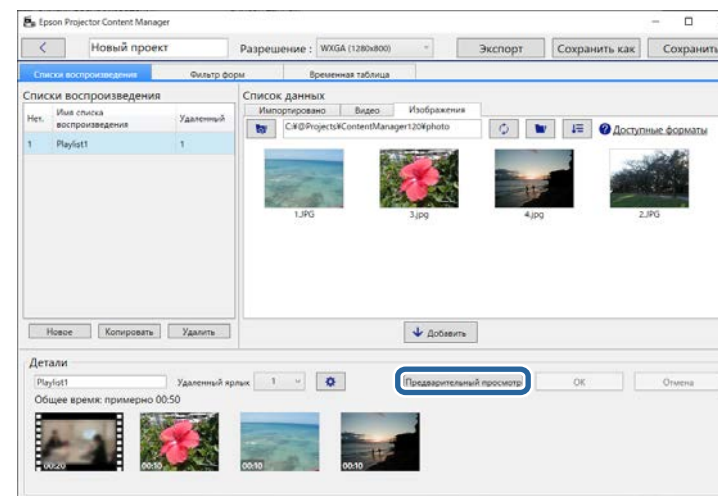 Epson Projector Content Manager
Новый проект
Разрешение :
WXGA (1280x800)
Экспорт
Сохранить как
Сохранить
Списки воспроизведения
Фильтр форм
Временная таблица
Списки воспроизведения
Нет.
Имя списка
воспроизведения
Удаленный
1
Playlist1
1
Новое
Копировать
Удалить
Список данных
Импортировано
Видео
Изображения
C:¥@Projects¥ContentManager120¥photo
Доступные форматы
1.JPG
3.jpg
4.jpg
2.JPG
Добавить
Детали
Playlist1
Удаленный ярлык
1
Предварительный просмотр
OK
Отмена
Общее время: примерно 00:50
00:20
00:10
00:10
00:10